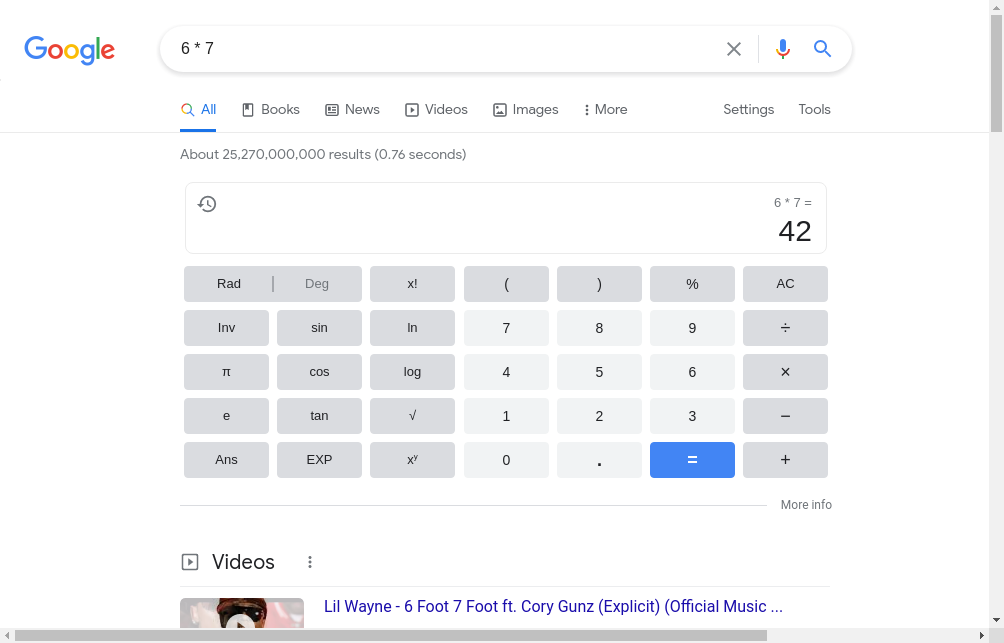 Google
6 * 7
All Books News Videos Images More Settings Tools
About 25,270,000,000 results (0.76 seconds)
6 * 7 =
42
Rad | Deg x! ( ) % AC
Inv sin ln 7 8 9 ÷
π cos log 4 5 6 ×
e tan √ 1 2 3 −
Ans EXP xʸ 0 . = +
More info
Videos
Lil Wayne - 6 Foot 7 Foot ft. Cory Gunz (Explicit) (Official Music ...